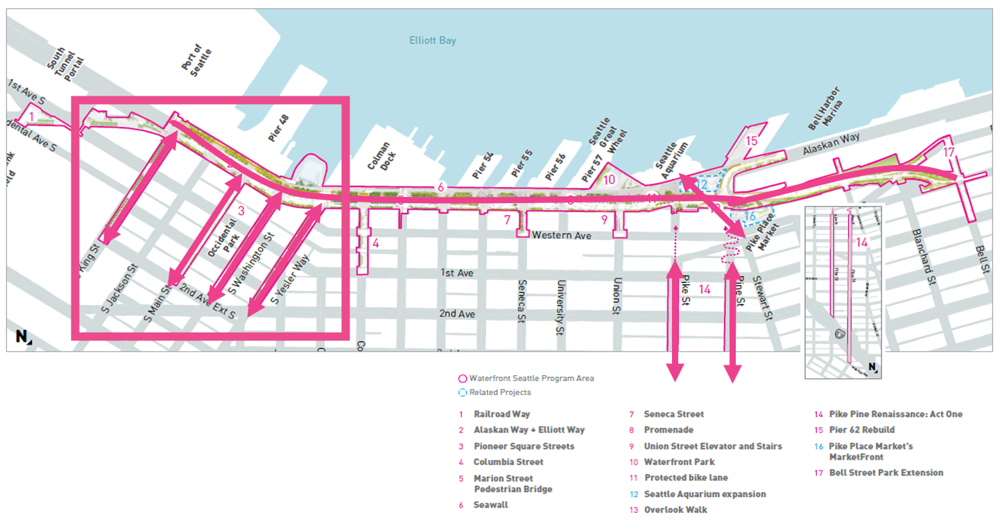 Elliott Bay
South
Tunnel
Portal
Port of
Seattle
1st Ave S
dental Ave S
1
Pier 48
Colman
Dock
Pier 54
Pier 55
Pier 56
Pier 57
Seattle
Great
Wheel
Seattle
Aquarium
Bell Harbor
Marina
Alaskan Way
15
17
10
12
6
16
Pike Place
Market
3
Occidental
Park
7
9
4
Western Ave
King St
S Jackson St
S Main St
2nd Ave Ext S
S Washington St
S Yesler Way
1st Ave
2nd Ave
Seneca St
University St
Union St
Pike St
14
Pine St
Stewart St
14
Blanchard St
Bell St
N
N
Waterfront Seattle Program Area
Related Projects
1 Railroad Way
2 Alaskan Way + Elliott Way
3 Pioneer Square Streets
4 Columbia Street
5 Marion Street
Pedestrian Bridge
6 Seawall
7 Seneca Street
8 Promenade
9 Union Street Elevator and Stairs
10 Waterfront Park
11 Protected bike lane
12 Seattle Aquarium expansion
13 Overlook Walk
14 Pike Pine Renaissance: Act One
15 Pier 62 Rebuild
16 Pike Place Market's
MarketFront
17 Bell Street Park Extension